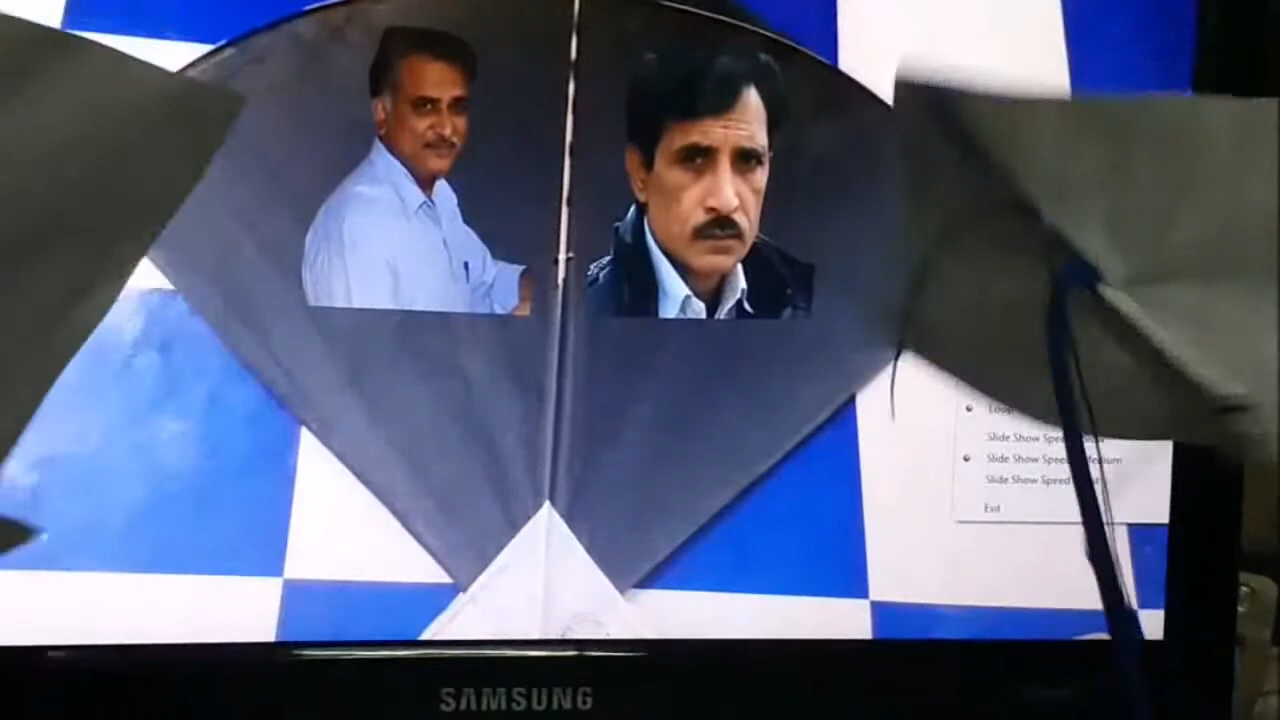 Slide Show Speed
Slide Show Speed Medium
Slide Show Speed
Exit
SAMSUNG